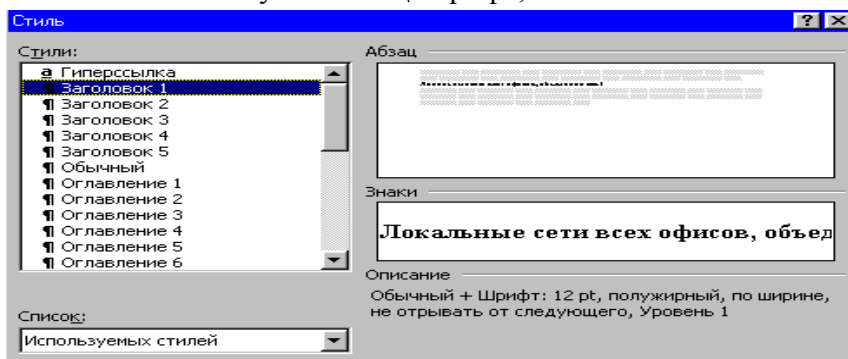 Стиль
Стили:
a Гиперссылка
¶ Заголовок 1
¶ Заголовок 2
¶ Заголовок 3
¶ Заголовок 4
¶ Заголовок 5
¶ Обычный
¶ Оглавление 1
¶ Оглавление 2
¶ Оглавление 3
¶ Оглавление 4
¶ Оглавление 5
¶ Оглавление 6
Список:
Используемых стилей
Абзац
Знаки
Локальные сети всех офисов, объед
Описание
Обычный + Шрифт: 12 pt, полужирный, по ширине,
не отрывать от следующего, Уровень 1